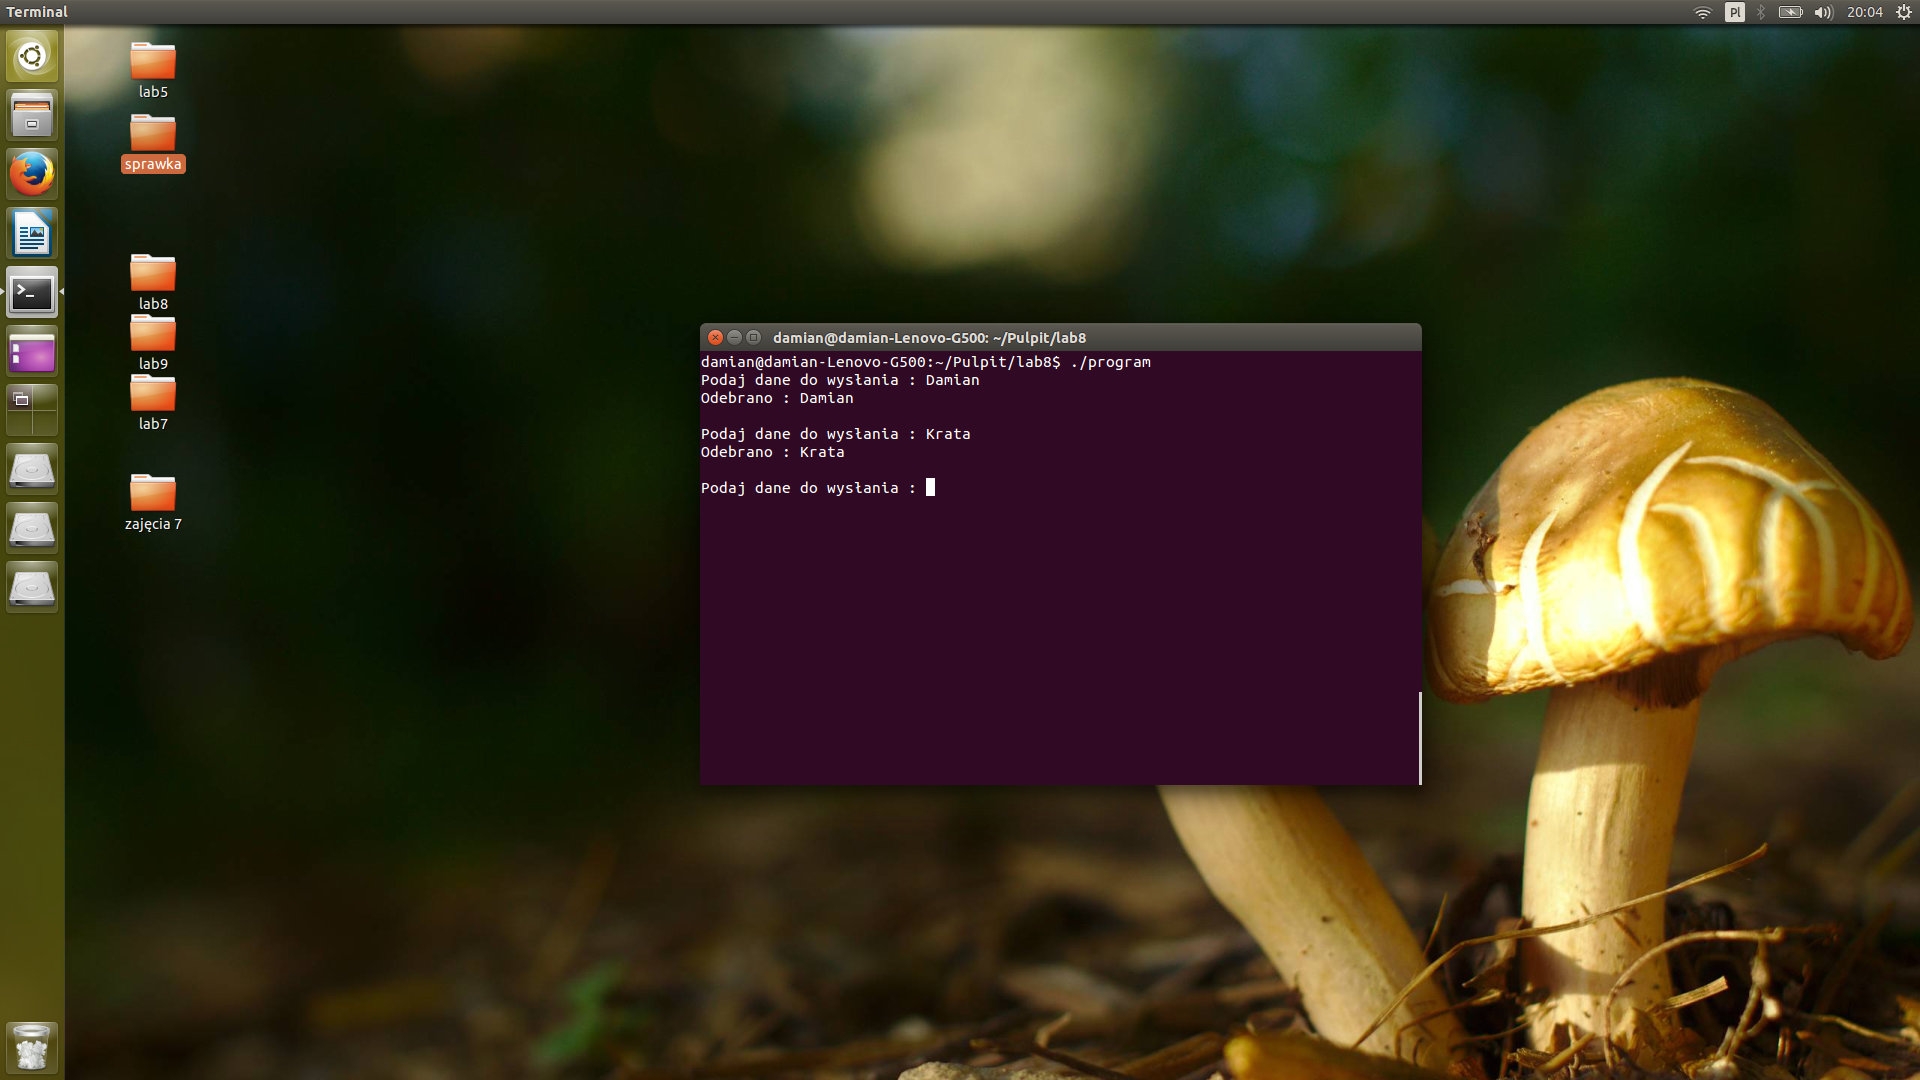 Terminal
Pl
20:04
lab5
sprawka
lab8
lab9
lab7
zajęcia 7
damian@damian-Lenovo-G500: ~/Pulpit/lab8
damian@damian-Lenovo-G500:~/Pulpit/lab8$ ./program
Podaj dane do wysłania : Damian
Odebrano : Damian
Podaj dane do wysłania : Krata
Odebrano : Krata
Podaj dane do wysłania :